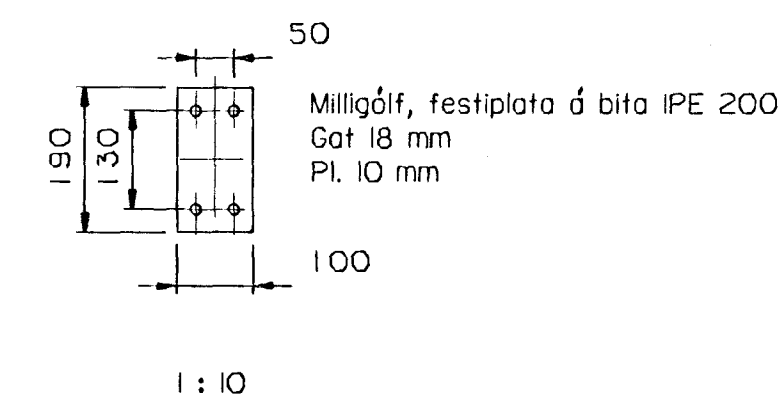 50
Milligólf, festiplata á bita IPE 200
Gat 18 mm
Pl. 10 mm
190
130
100
1 : 10